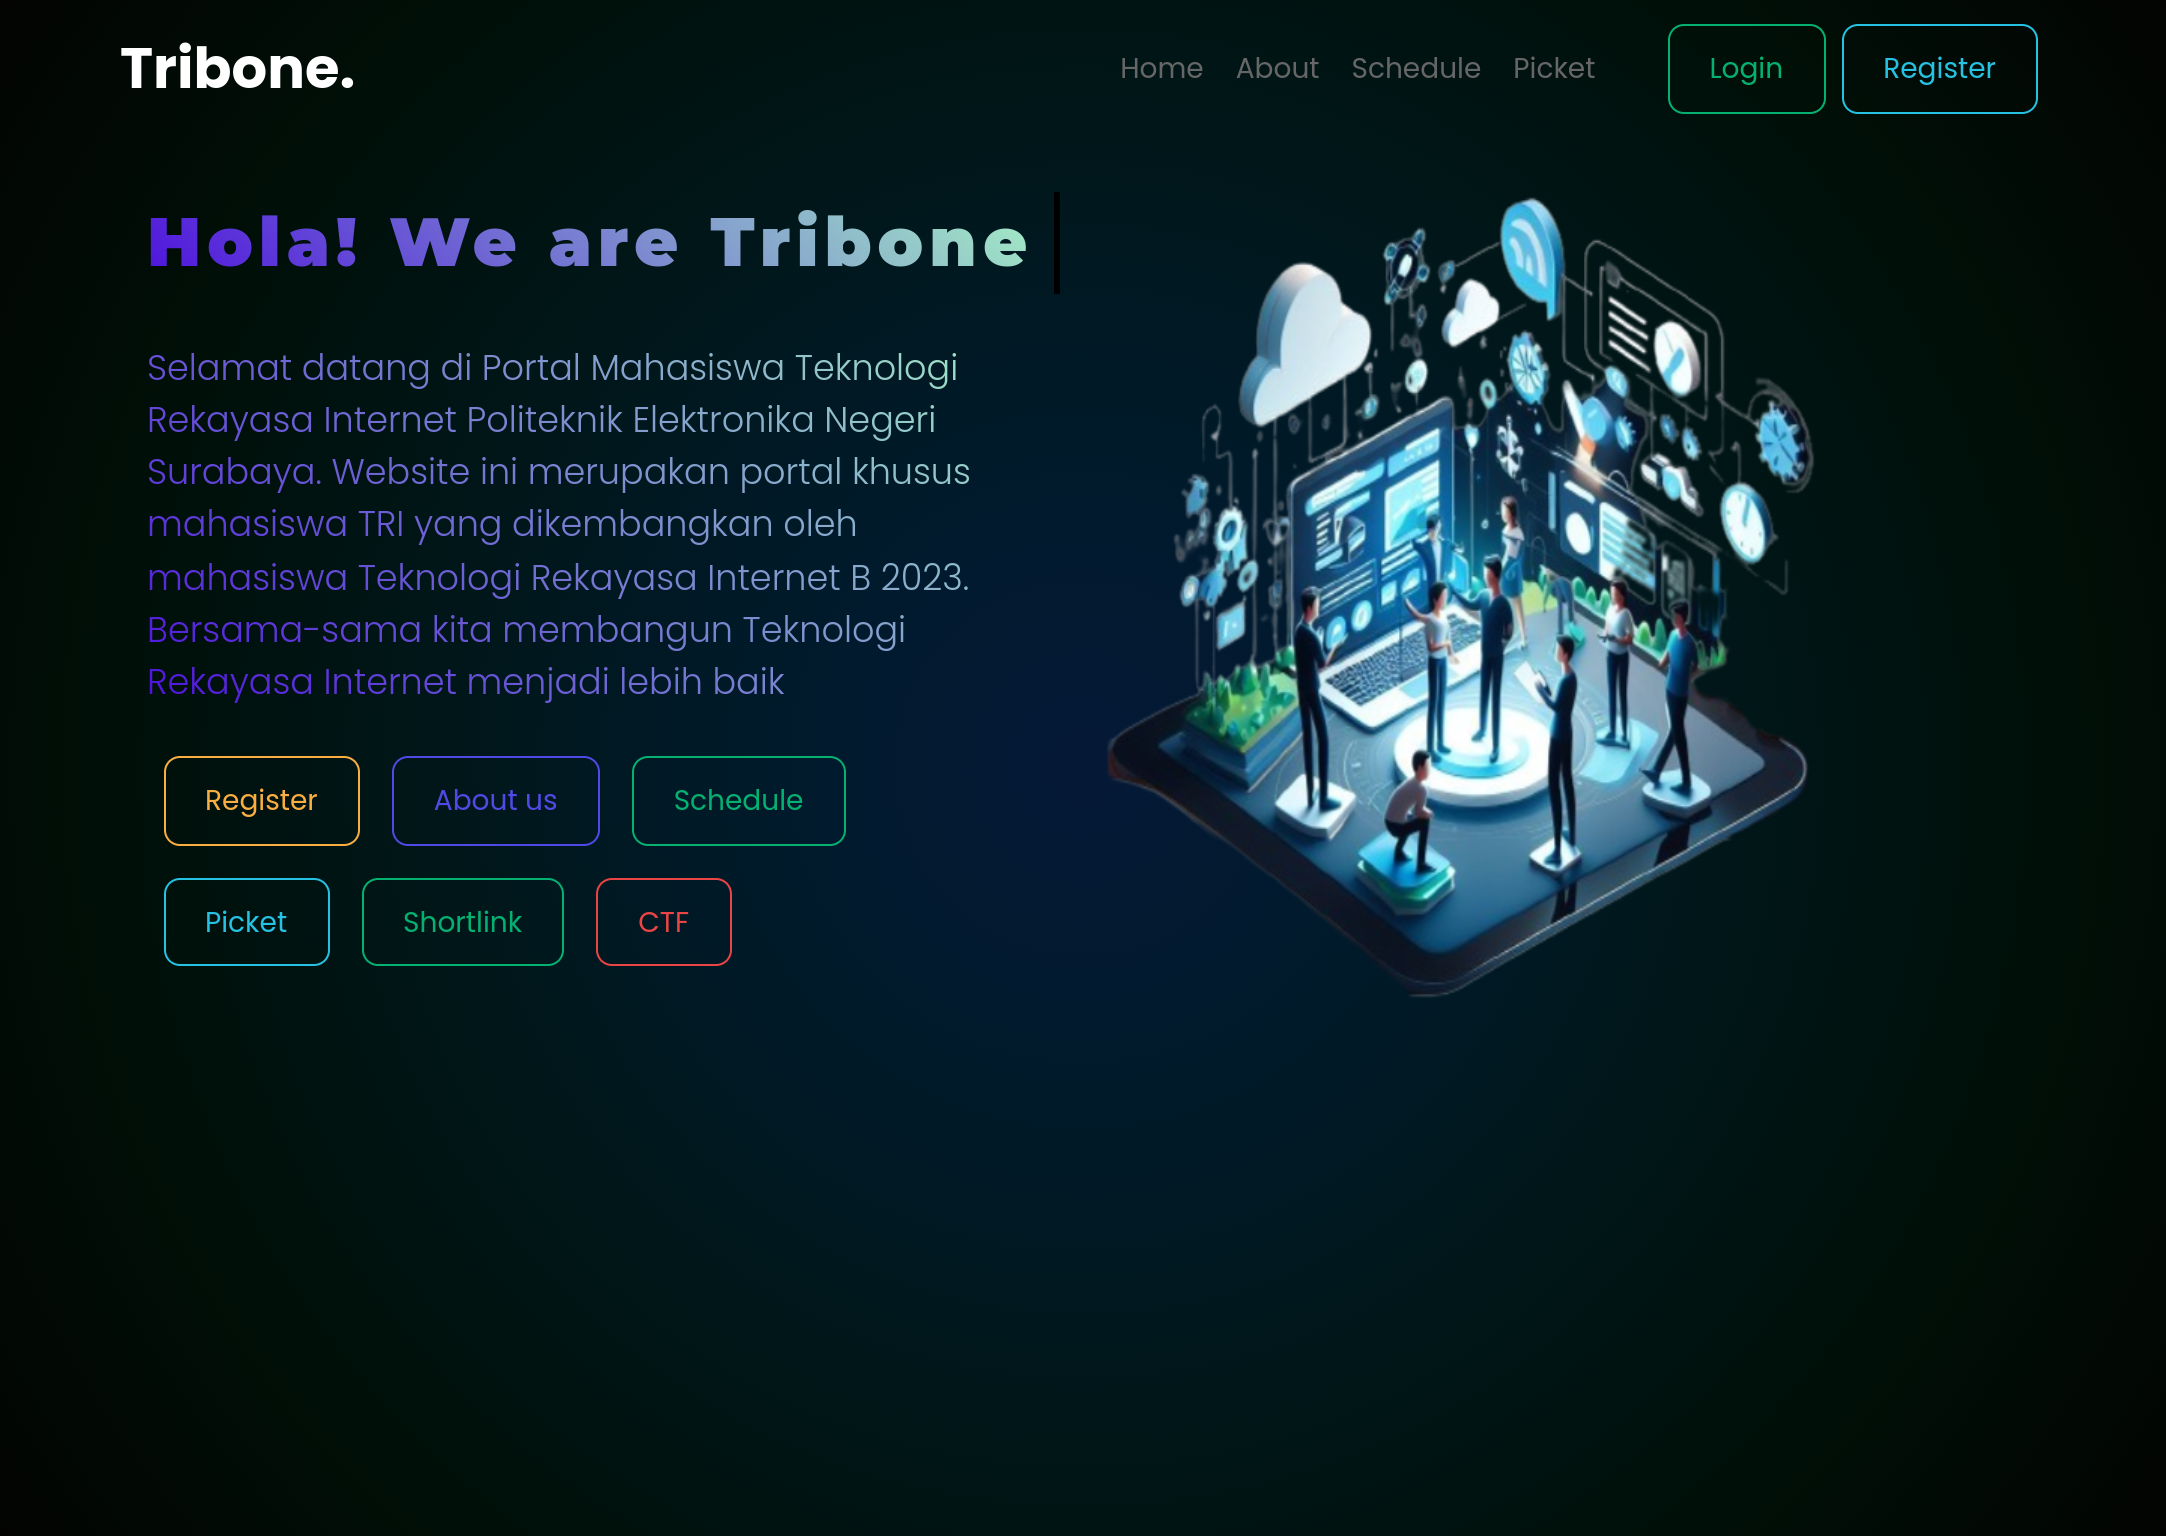 Tribone.
Home About Schedule Picket Login Register
Hola! We are Tribone
Selamat datang di Portal Mahasiswa Teknologi
Rekayasa Internet Politeknik Elektronika Negeri
Surabaya. Website ini merupakan portal khusus
mahasiswa TRI yang dikembangkan oleh
mahasiswa Teknologi Rekayasa Internet B 2023.
Bersama-sama kita membangun Teknologi
Rekayasa Internet menjadi lebih baik
Register About us Schedule
Picket Shortlink CTF